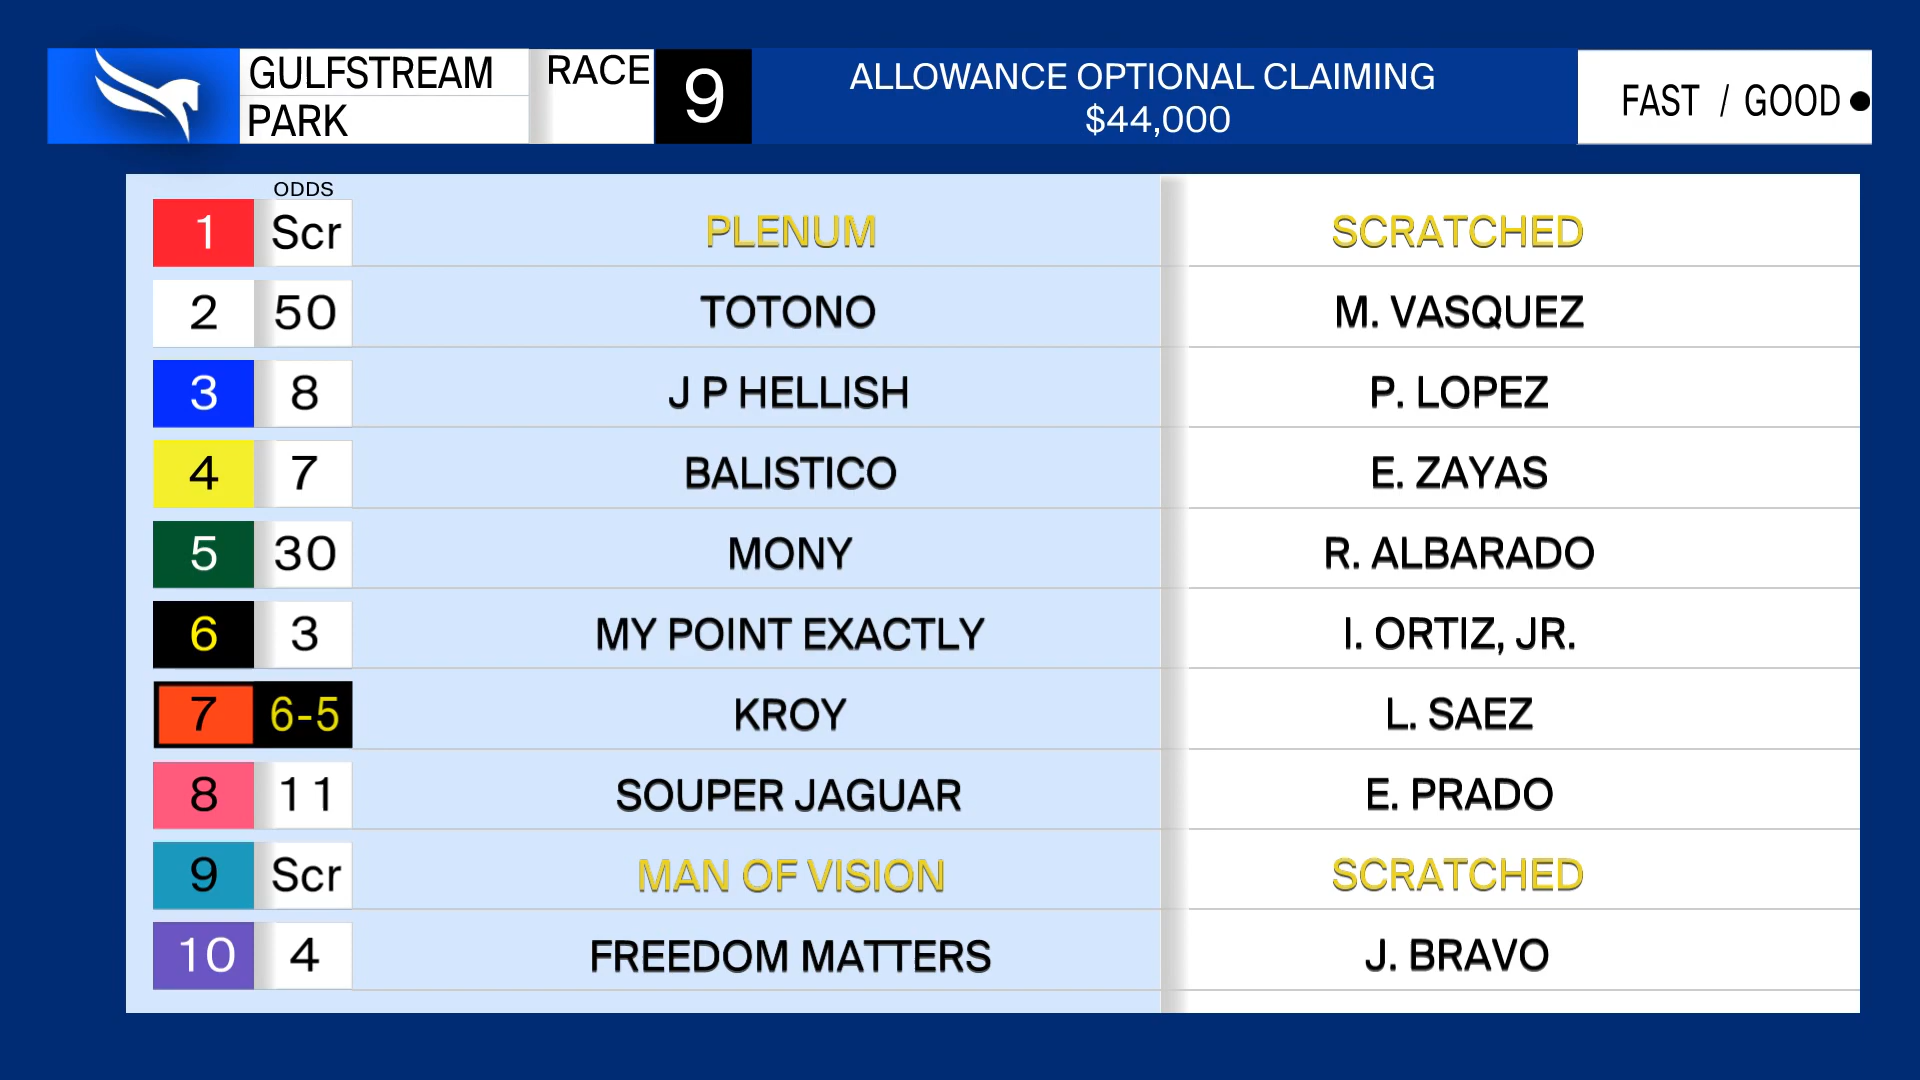 GULFSTREAM
PARK
RACE
9
ALLOWANCE OPTIONAL CLAIMING
$44,000
FAST / GOOD
ODDS
1 Scr PLENUM SCRATCHED
2 50 TOTONO M. VASQUEZ
3 8 J P HELLISH P. LOPEZ
4 7 BALISTICO E. ZAYAS
5 30 MONY R. ALBARADO
6 3 MY POINT EXACTLY I. ORTIZ, JR.
7 6-5 KROY L. SAEZ
8 11 SOUPER JAGUAR E. PRADO
9 Scr MAN OF VISION SCRATCHED
10 4 FREEDOM MATTERS J. BRAVO